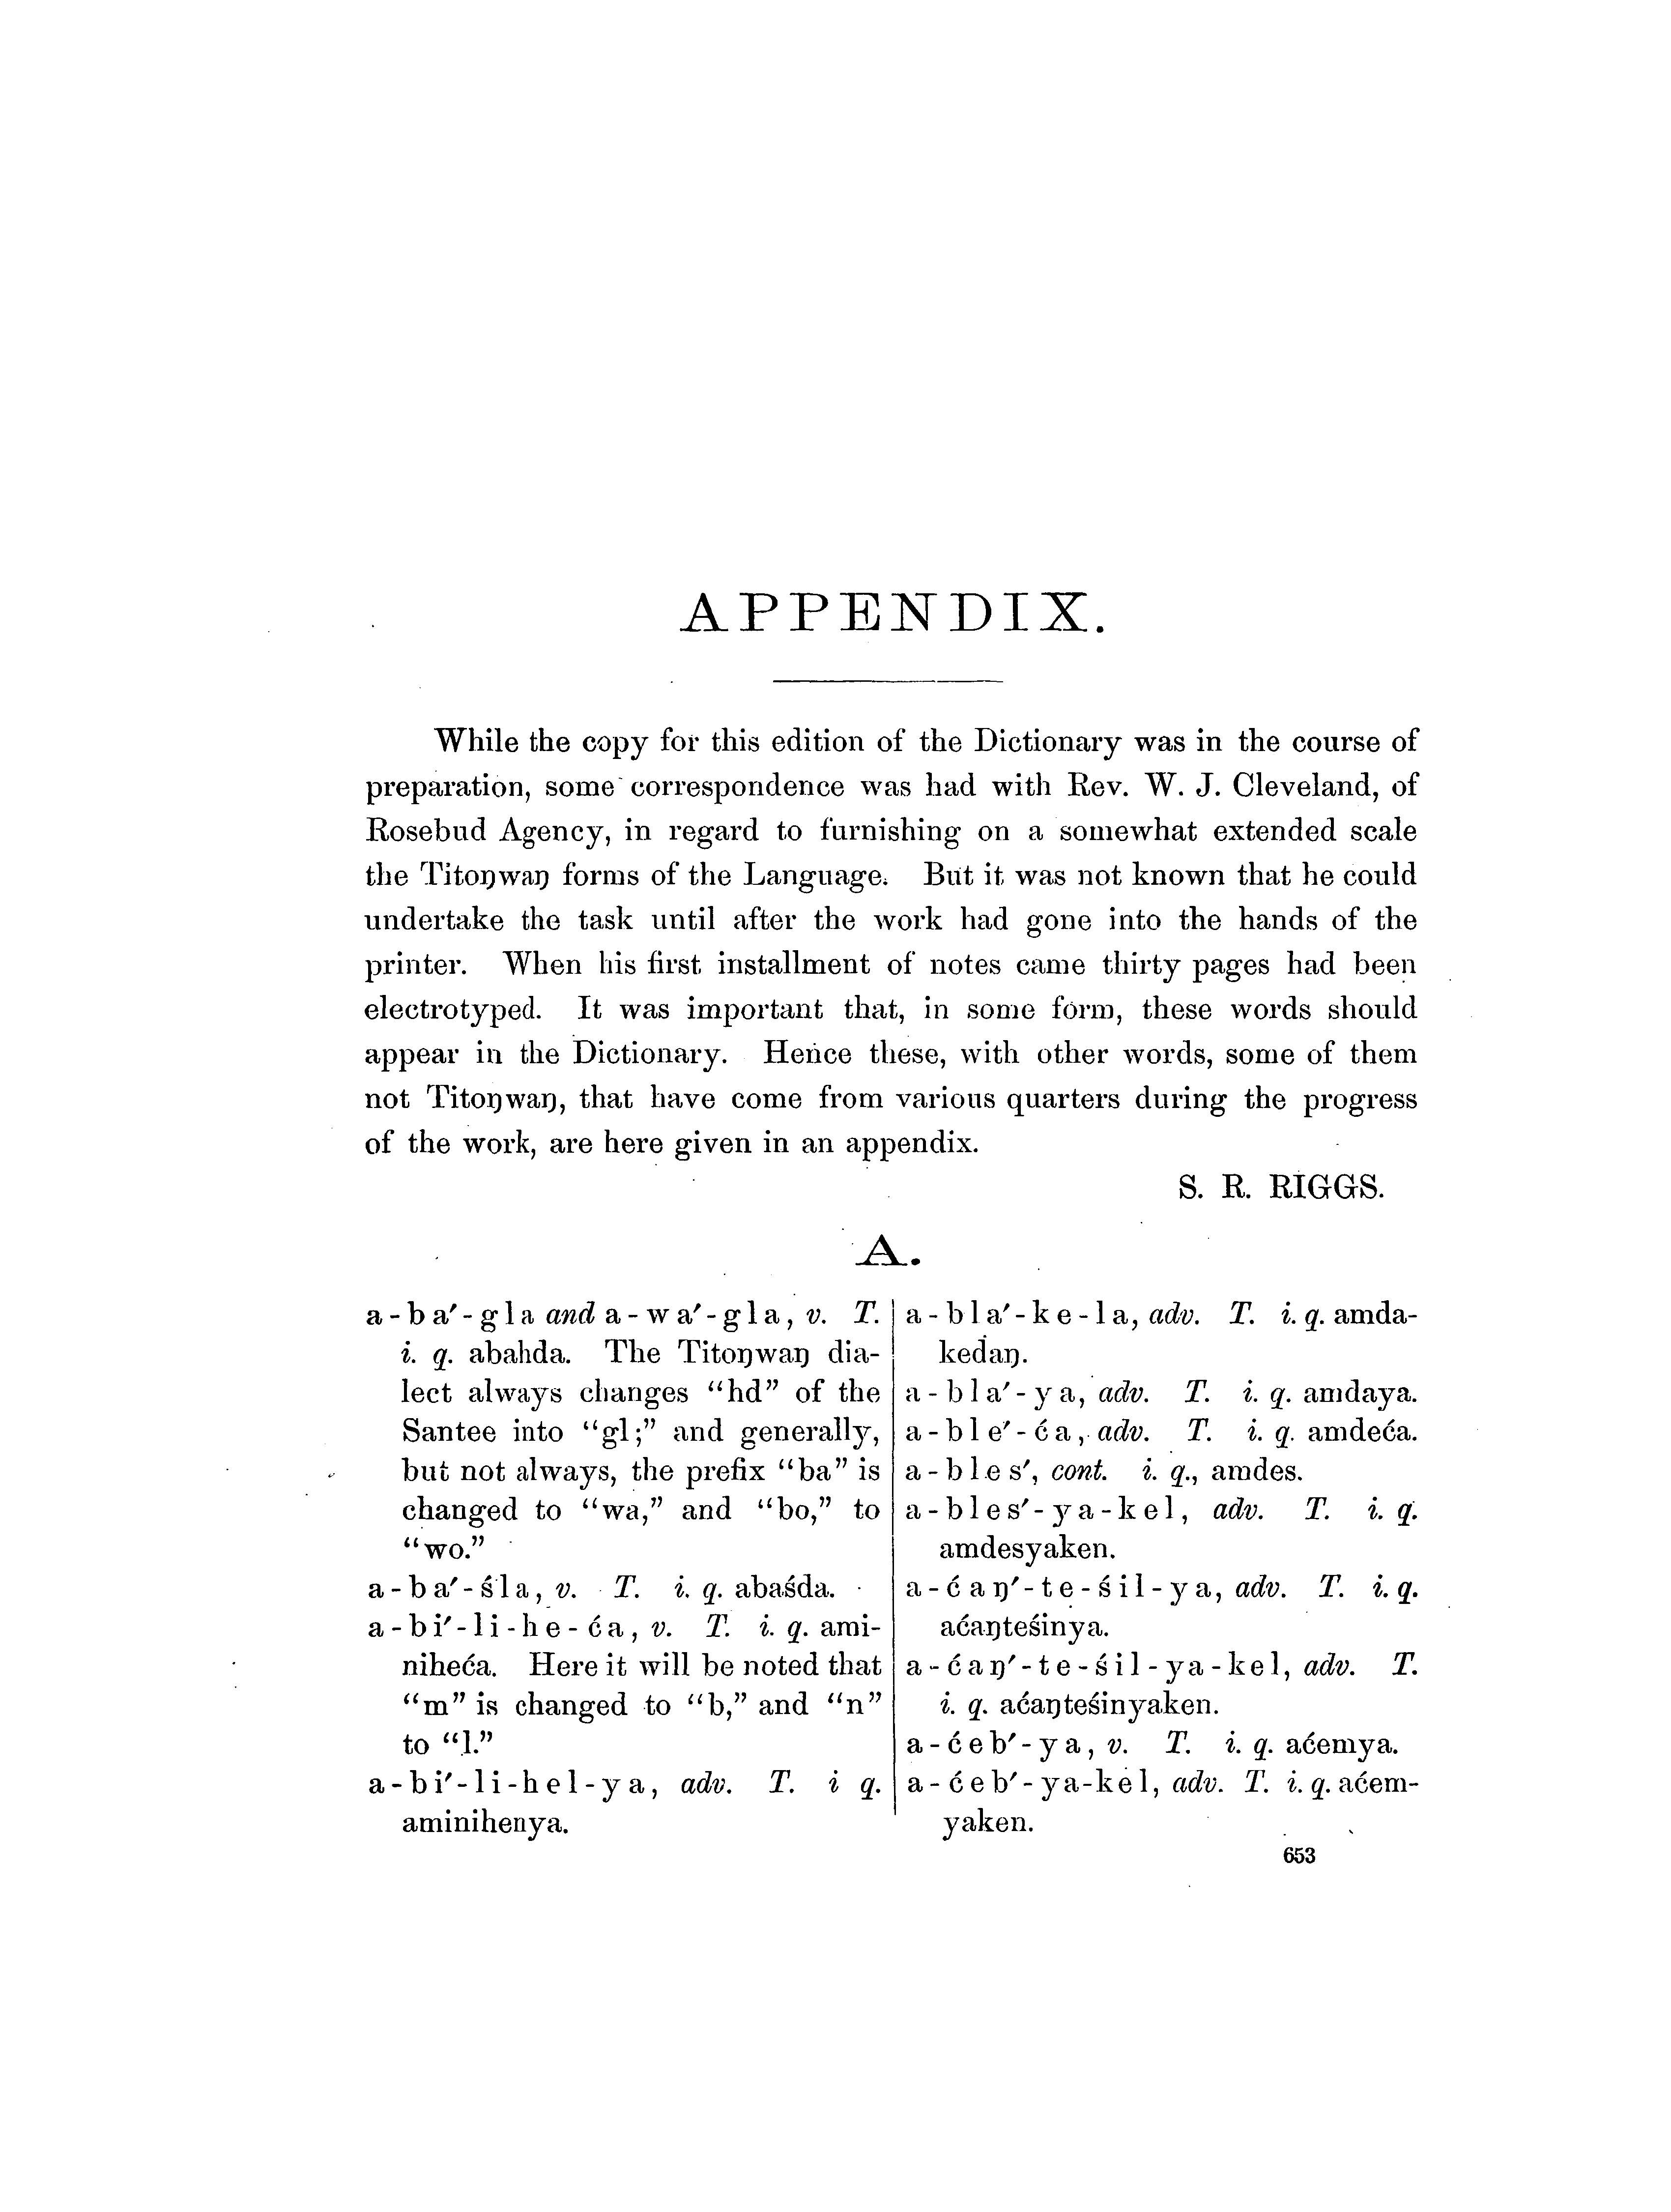 APPENDIX.
While the copy for this edition of the Dictionary was in the course of
preparation, some correspondence was had with Rev. W. J. Cleveland, of
Rosebud Agency, in regard to furnishing on a somewhat extended scale
the Titoŋwaŋ forms of the Language. But it was not known that he could
undertake the task until after the work had gone into the hands of the
printer. When his first installment of notes came thirty pages had been
electrotyped. It was important that, in some form, these words should
appear in the Dictionary. Hence these, with other words, some of them
not Titoŋwaŋ, that have come from various quarters during the progress
of the work, are here given in an appendix.
S. R. RIGGS.
A.
a-ba′-gla and a-wa′-gla, v. T.
i. q. abahda. The Titoŋwaŋ dia-
lect always changes “hd” of the
Santee into “gl;” and generally,
but not always, the prefix “ba” is
changed to “wa,” and “bo,” to
“wo.”
a-ba′-śla, v. T. i. q. abaśda.
a-bi′-li-he-ća, v. T. i. q. ami-
niheća. Here it will be noted that
“m” is changed to “b,” and “n”
to “l.”
a-bi′-li-hel-ya, adv. T. i q.
aminihenya.
a-bla′-ke-la, adv. T. i. q. amda-
kedaŋ.
a-bla′-ya, adv. T. i. q. amdaya.
a-ble′-ća, adv. T. i. q. amdeća.
a-bles′, cont. i. q., amdes.
a-bles′-ya-kel, adv. T. i. q.
amdesyaken.
a-ćaŋ′-te-śil-ya, adv. T. i. q.
aćaŋteśinya.
a-ćaŋ′-te-śil-ya-kel, adv. T.
i. q. aćaŋteśinyaken.
a-ćeb′-ya, v. T. i. q. aćemya.
a-ćeb′-ya-kel, adv. T. i. q. aćem-
yaken.
653